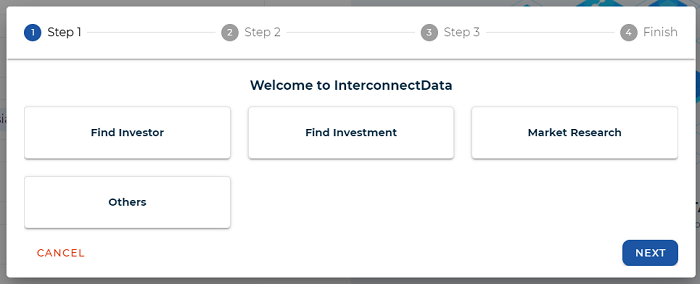 1 Step 1 2 Step 2 3 Step 3 4 Finish
Welcome to InterconnectData
Find Investor Find Investment Market Research
Others
CANCEL NEXT